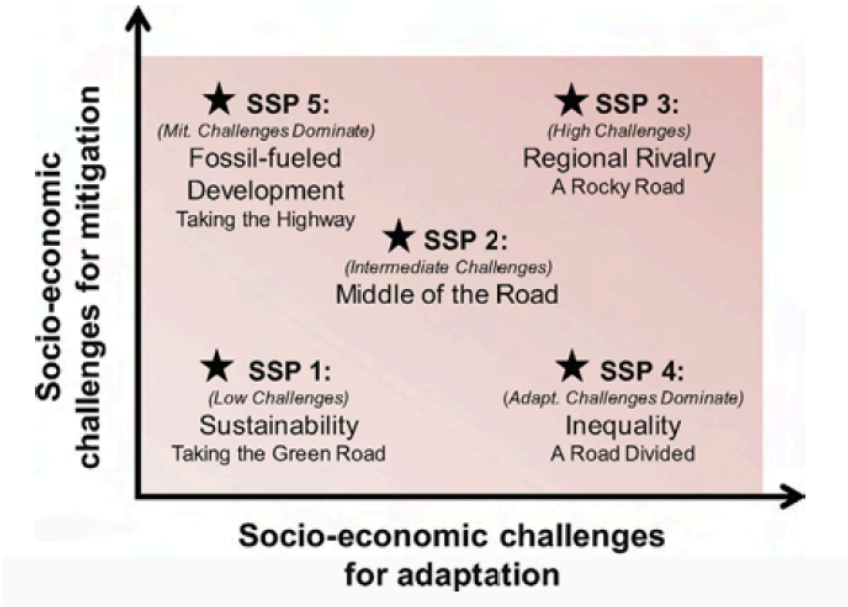 Socio-economic
challenges for mitigation
SSP 5:
(Mit. Challenges Dominate)
Fossil-fueled
Development
Taking the Highway
SSP 3:
(High Challenges)
Regional Rivalry
A Rocky Road
SSP 2:
(Intermediate Challenges)
Middle of the Road
SSP 1:
(Low Challenges)
Sustainability
Taking the Green Road
SSP 4:
(Adapt. Challenges Dominate)
Inequality
A Road Divided
Socio-economic challenges
for adaptation